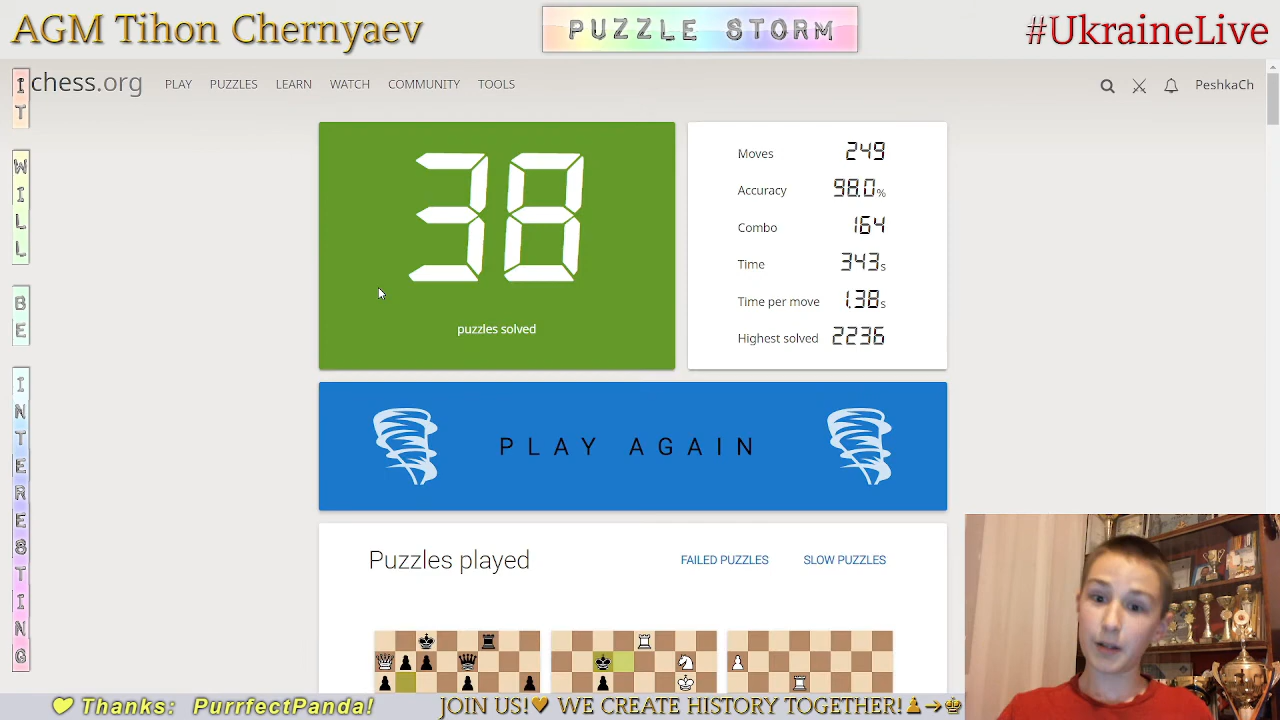 AGM Tihon Chernyaev
PUZZLE STORM
#UkraineLive
chess.org
PLAY
PUZZLES
LEARN
WATCH
COMMUNITY
TOOLS
PeshkaCh
IT
WILL
BE
INTERESTING
38
puzzles solved
Moves 249
Accuracy 98.0%
Combo 164
Time 343s
Time per move 1.38s
Highest solved 2236
PLAY AGAIN
Puzzles played
FAILED PUZZLES
SLOW PUZZLES
💛 Thanks: PurrfectPanda!
JOIN US!🧡 WE CREATE HISTORY TOGETHER!♟→♚